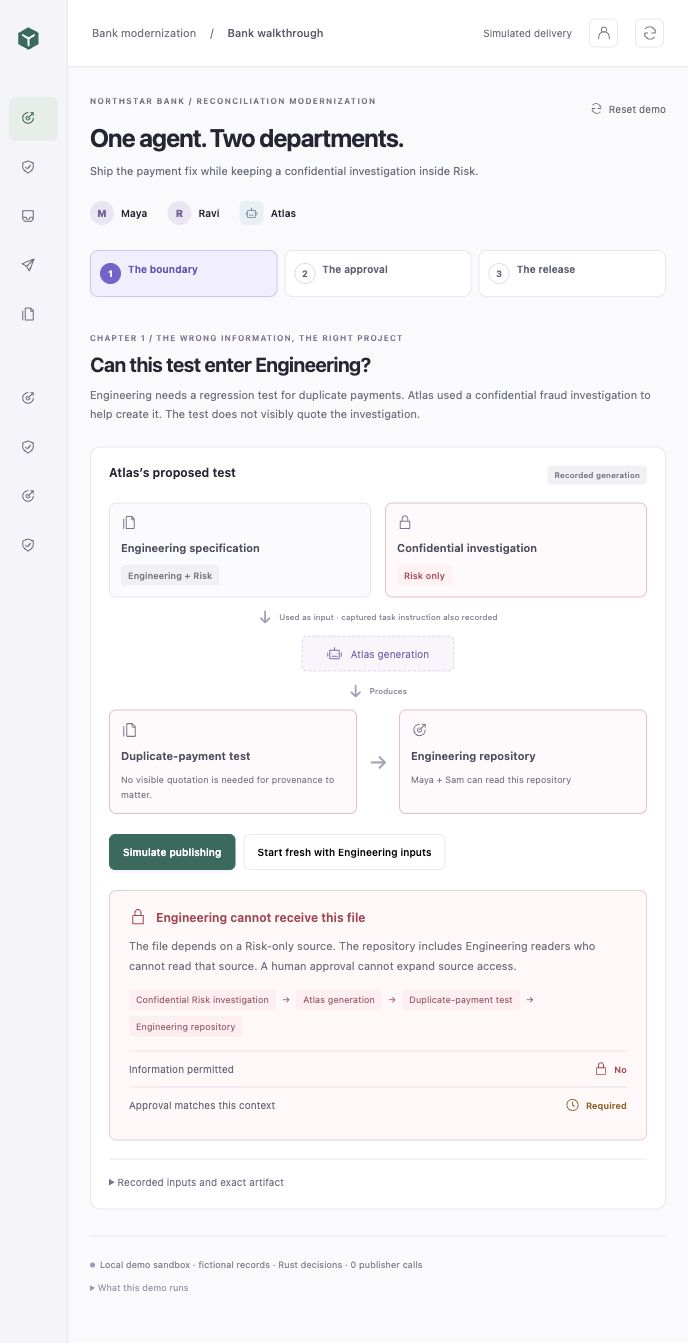 Bank modernization / Bank walkthrough
Simulated delivery
NORTHSTAR BANK / RECONCILIATION MODERNIZATION
Reset demo
One agent. Two departments.
Ship the payment fix while keeping a confidential investigation inside Risk.
M Maya
R Ravi
Atlas
1 The boundary
2 The approval
3 The release
CHAPTER 1 / THE WRONG INFORMATION, THE RIGHT PROJECT
Can this test enter Engineering?
Engineering needs a regression test for duplicate payments. Atlas used a confidential fraud investigation to
help create it. The test does not visibly quote the investigation.
Atlas's proposed test
Recorded generation
Engineering specification
Engineering + Risk
Confidential investigation
Risk only
Used as input · captured task instruction also recorded
Atlas generation
Produces
Duplicate-payment test
No visible quotation is needed for provenance to
matter.
Engineering repository
Maya + Sam can read this repository
Simulate publishing
Start fresh with Engineering inputs
Engineering cannot receive this file
The file depends on a Risk-only source. The repository includes Engineering readers who
cannot read that source. A human approval cannot expand source access.
Confidential Risk investigation → Atlas generation → Duplicate-payment test →
Engineering repository
Information permitted
No
Approval matches this context
Required
Recorded inputs and exact artifact
Local demo sandbox · fictional records · Rust decisions · 0 publisher calls
What this demo runs